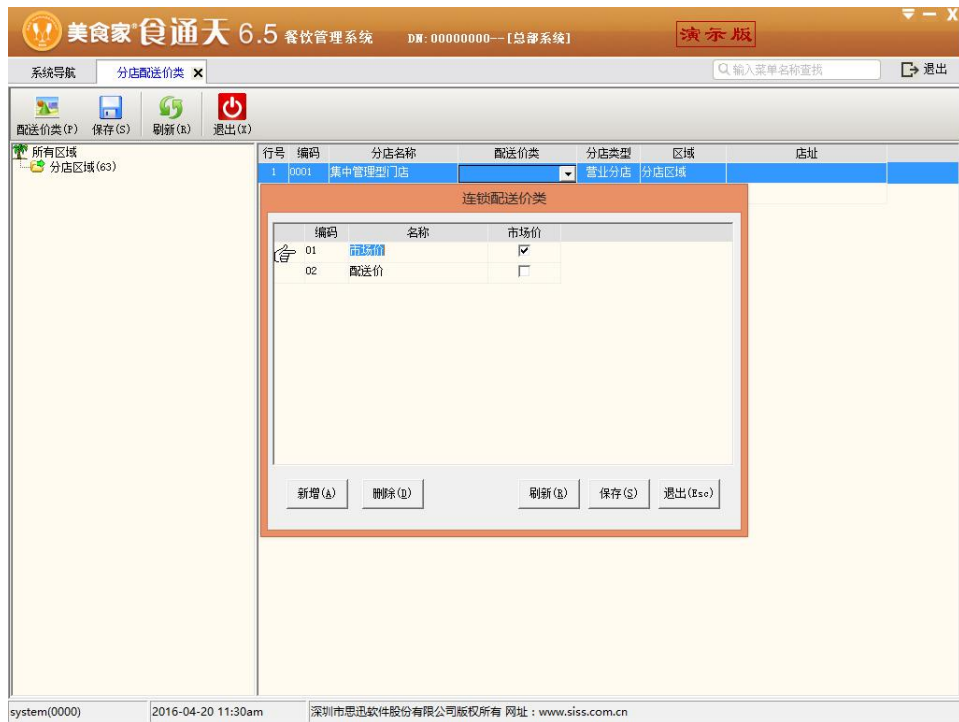 美食家®食通天 6.5 餐饮管理系统 DW:00000000--[总部系统] 演示版
系统导航 分店配送价类 输入菜单名称查找 退出
配送价类(P) 保存(S) 刷新(R) 退出(X)
所有区域
分店区域(63)
行号 编码 分店名称 配送价类 分店类型 区域 店址
1 0001 集中管理型门店 营业分店 分店区域
连锁配送价类
编码 名称 市场价
01 市场价
02 配送价
新增(A) 删除(D) 刷新(R) 保存(S) 退出(Esc)
system(0000) 2016-04-20 11:30am 深圳市思迅软件股份有限公司版权所有 网址：www.siss.com.cn